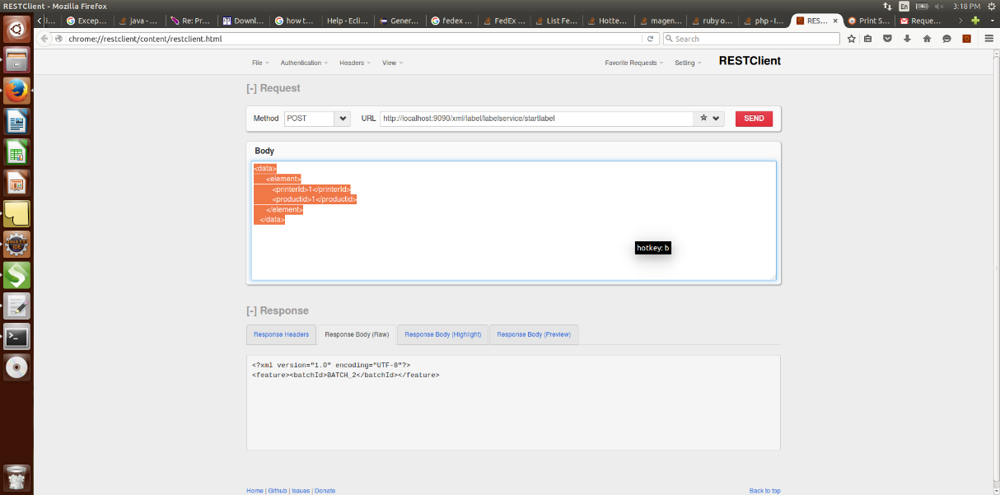 RESTClient - Mozilla Firefox
En
3:18 PM
i...
Excep...
java - ...
Re: Pr...
Downl...
how t...
Help - Ecli...
Gener...
fedex ...
FedEx ...
List Fe...
Hotte...
magen...
ruby o...
php - I...
RES...
Print S...
Reque...
chrome://restclient/content/restclient.html
Search
File
Authentication
Headers
View
Favorite Requests
Setting
RESTClient
[-] Request
Method
POST
URL
http://localhost:9090/xml/label/labelservice/startlabel
SEND
Body
<data>
<element>
<printerId>1</printerId>
<productid>1</productid>
</element>
</data>
hotkey: b
[-] Response
Response Headers
Response Body (Raw)
Response Body (Highlight)
Response Body (Preview)
<?xml version="1.0" encoding="UTF-8"?>
<feature><batchId>BATCH_2</batchId></feature>
Home | Github | Issues | Donate
Back to top